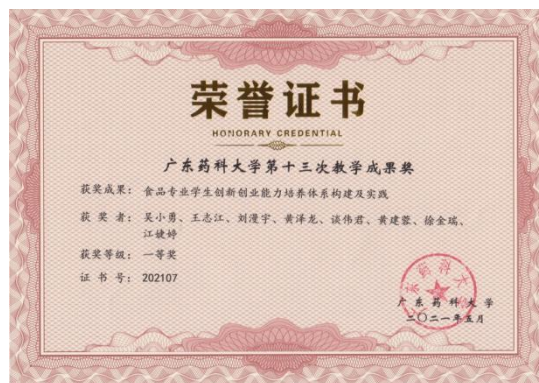 荣誉证书
HONORARY CREDENTIAL
广东药科大学第十三次教学成果奖
获奖成果：食品专业学生创新创业能力培养体系构建及实践
获奖者：吴小勇、王志江、刘漫宇、黄泽龙、谈伟君、黄建蓉、徐金瑞、
江婕婷
获奖等级：一等奖
证书号：202107
广东药科大学
二〇二一年五月